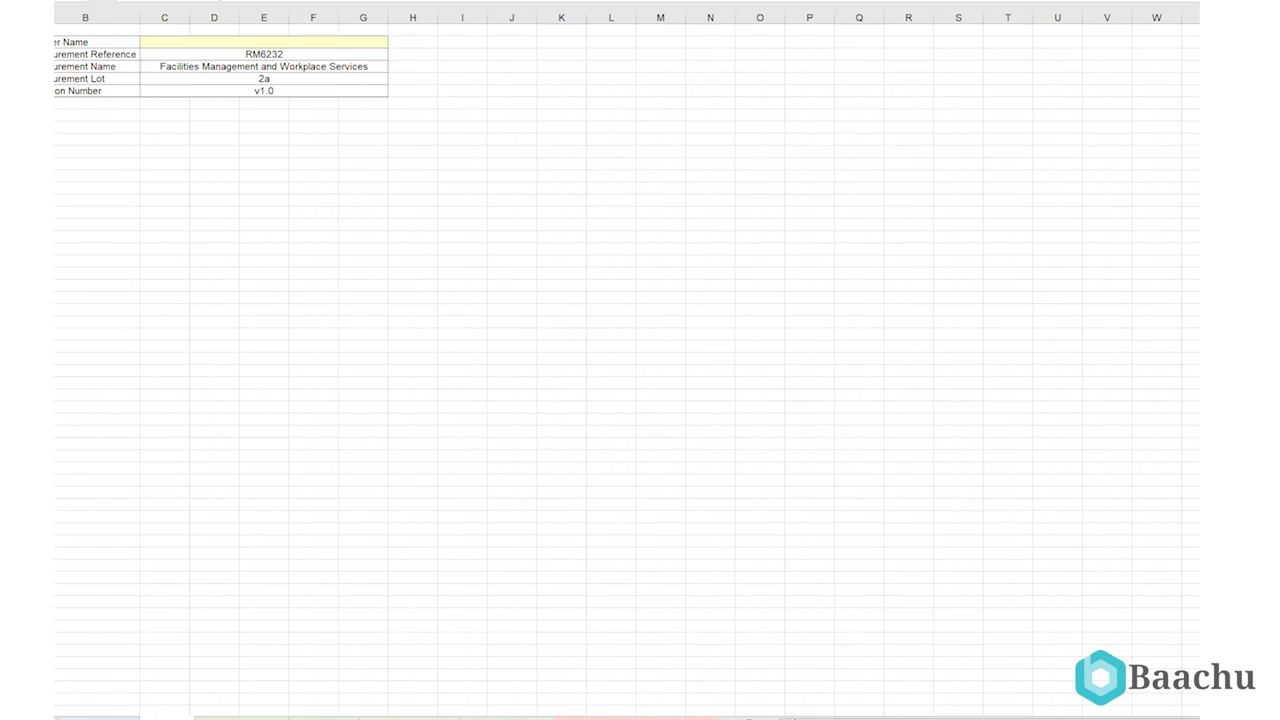 B C D E F G H I J K L M N O P Q R S T U V W
er Name
urement Reference RM6232
urement Name Facilities Management and Workplace Services
urement Lot 2a
on Number v1.0
Baachu